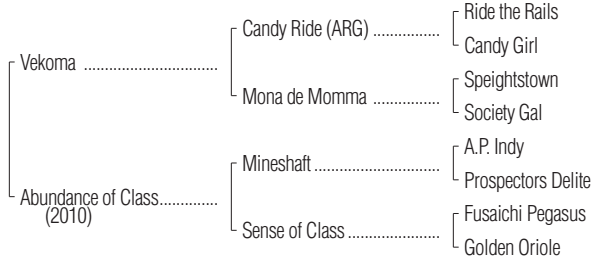 Ride the Rails
Candy Ride (ARG) ................
Candy Girl
Vekoma ................................
Speightstown
Mona de Momma ................
Society Gal
A.P. Indy
Mineshaft ..............................
Prospectors Delite
Abundance of Class..............
(2010)
Fusaichi Pegasus
Sense of Class ......................
Golden Oriole